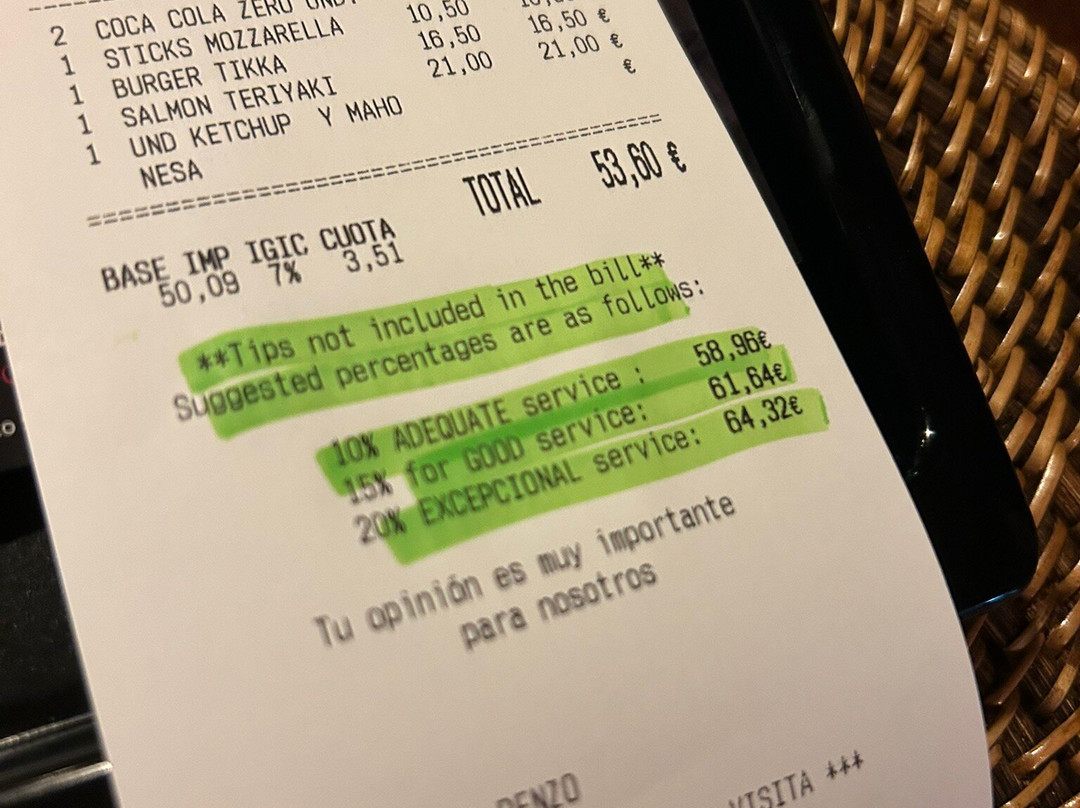 2 COCA COLA ZERO
1 STICKS MOZZARELLA 10,50
1 BURGER TIKKA 16,50 16,50 €
1 SALMON TERIYAKI 21,00 21,00 €
1 UND KETCHUP Y MAHO €
NESA
TOTAL 53,60 €
BASE IMP IGIC CUOTA
50,09 7% 3,51
**Tips not included in the bill**
Suggested percentages are as follows:
10% ADEQUATE service : 58,96€
15% for GOOD service: 61,64€
20% EXCEPCIONAL service: 64,32€
Tu opinión es muy importante
para nosotros
VISITA ***